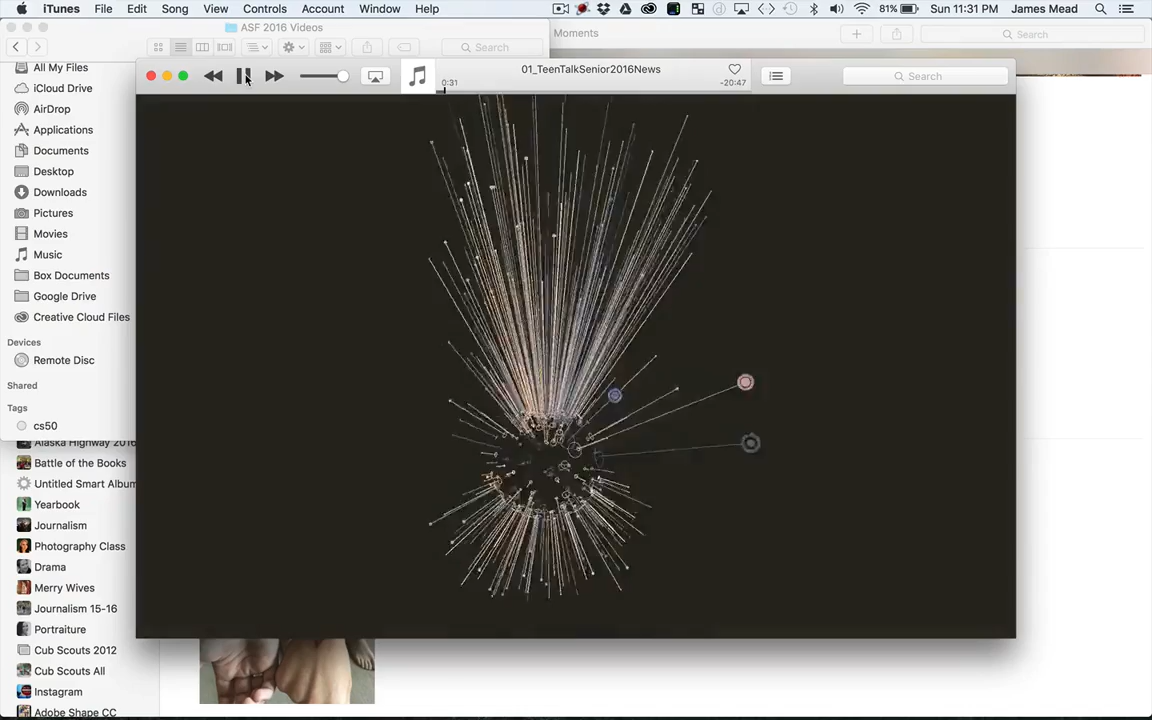 iTunes File Edit Song View Controls Account Window Help 81% Sun 11:31 PM James Mead
ASF 2016 Videos
Search
Moments
Search
01_TeenTalkSenior2016News
0:31
-20:47
Search
All My Files
iCloud Drive
AirDrop
Applications
Documents
Desktop
Downloads
Pictures
Movies
Music
Box Documents
Google Drive
Creative Cloud Files
Devices
Remote Disc
Shared
Tags
cs50
Alaska Highway 2016
Battle of the Books
Untitled Smart Album
Yearbook
Journalism
Photography Class
Drama
Merry Wives
Journalism 15-16
Portraiture
Cub Scouts 2012
Cub Scouts All
Instagram
Adobe Shape CC